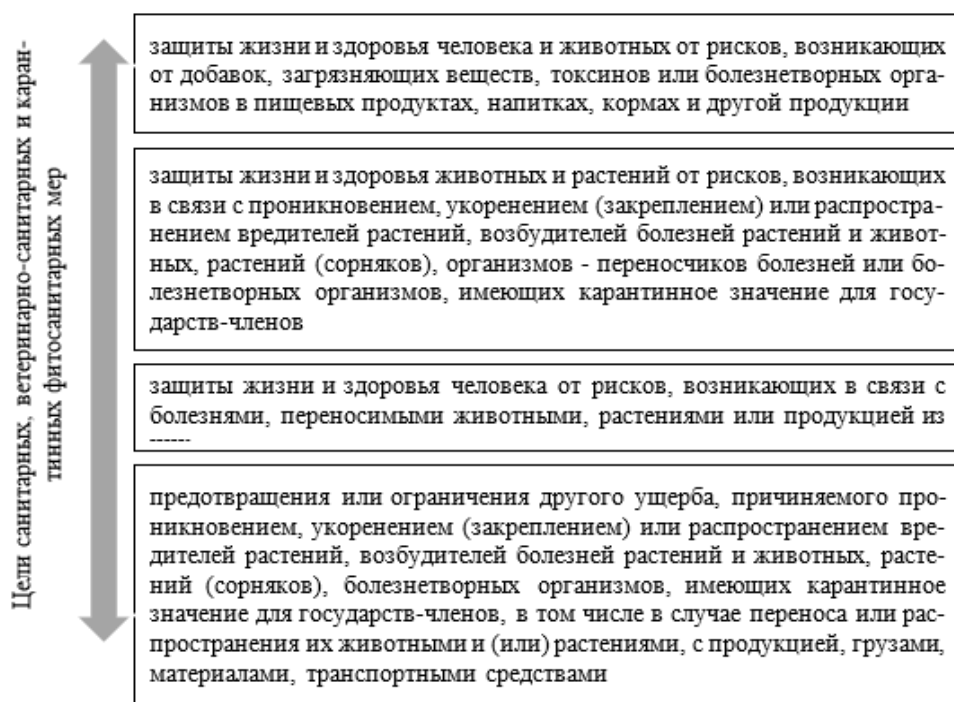 Цели санитарных, ветеринарно-санитарных и каран-
тинных фитосанитарных мер
защиты жизни и здоровья человека и животных от рисков, возникающих
от добавок, загрязняющих веществ, токсинов или болезнетворных орга-
низмов в пищевых продуктах, напитках, кормах и другой продукции
защиты жизни и здоровья животных и растений от рисков, возникающих
в связи с проникновением, укоренением (закреплением) или распростра-
нением вредителей растений, возбудителей болезней растений и живот-
ных, растений (сорняков), организмов - переносчиков болезней или бо-
лезнетворных организмов, имеющих карантинное значение для госу-
дарств-членов
защиты жизни и здоровья человека от рисков, возникающих в связи с
болезнями, переносимыми животными, растениями или продукцией из
предотвращения или ограничения другого ущерба, причиняемого про-
никновением, укоренением (закреплением) или распространением вре-
дителей растений, возбудителей болезней растений и животных, расте-
ний (сорняков), болезнетворных организмов, имеющих карантинное
значение для государств-членов, в том числе в случае переноса или рас-
пространения их животными и (или) растениями, с продукцией, грузами,
материалами, транспортными средствами